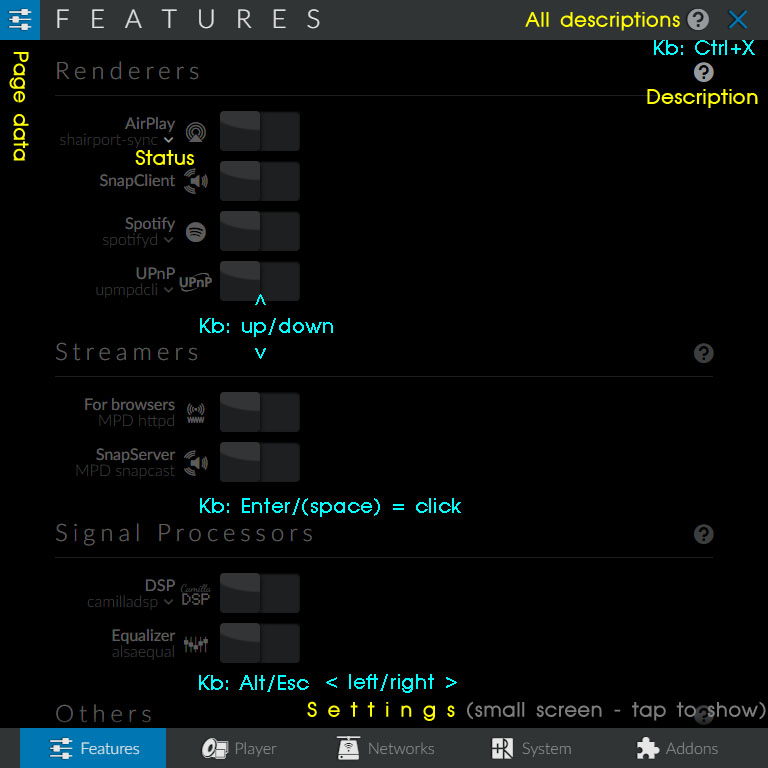 FEATURES
All descriptions ?
Kb: Ctrl+X
Page data
Renderers
?
Description
AirPlay
shairport-sync
Status
SnapClient
Spotify
spotifyd
UPnP
upmpdcli
UPnP
^
Kb: up/down
v
Streamers
?
For browsers
MPD httpd
www
SnapServer
MPD snapcast
Kb: Enter/(space) = click
Signal Processors
?
DSP
camilladsp
Camilla
DSP
Equalizer
alsaequal
Kb: Alt/Esc < left/right >
Settings (small screen - tap to show)
Others
?
Features Player Networks R System Addons